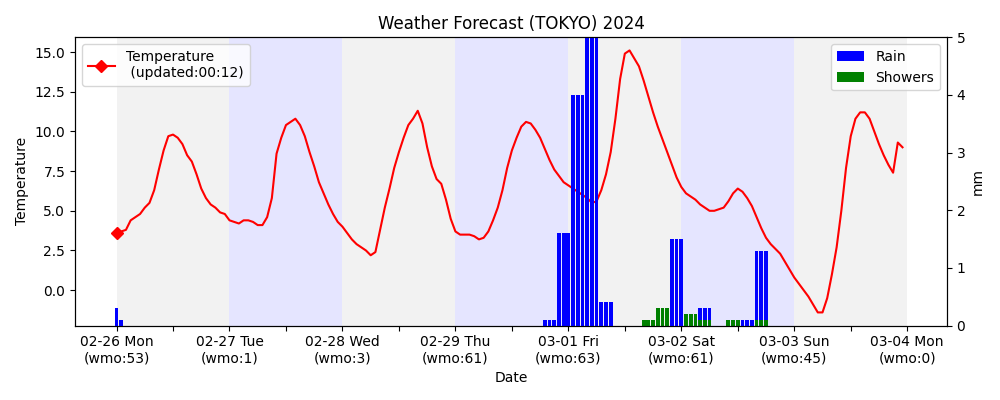 Weather Forecast (TOKYO) 2024
Temperature
(updated:00:12)
Rain
Showers
Temperature
15.0
12.5
10.0
7.5
5.0
2.5
0.0
5
4
3
2
1
0
mm
02-26 Mon
(wmo:53)
02-27 Tue
(wmo:1)
02-28 Wed
(wmo:3)
02-29 Thu
(wmo:61)
03-01 Fri
(wmo:63)
03-02 Sat
(wmo:61)
03-03 Sun
(wmo:45)
03-04 Mon
(wmo:0)
Date